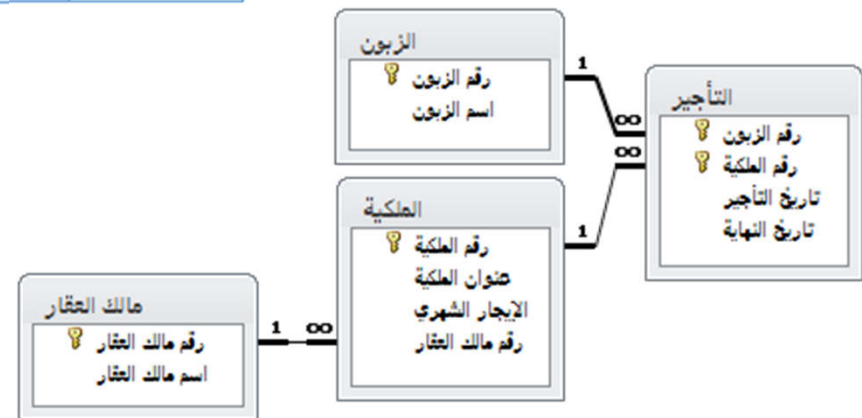 الزبون
رقم الزبون
اسم الزبون
1
∞
التأجير
رقم الزبون
رقم الملكية
تاريخ التأجير
تاريخ النهاية
∞
1
الملكية
رقم الملكية
عنوان الملكية
الإيجار الشهري
رقم مالك العقار
∞
1
مالك العقار
رقم مالك العقار
اسم مالك العقار